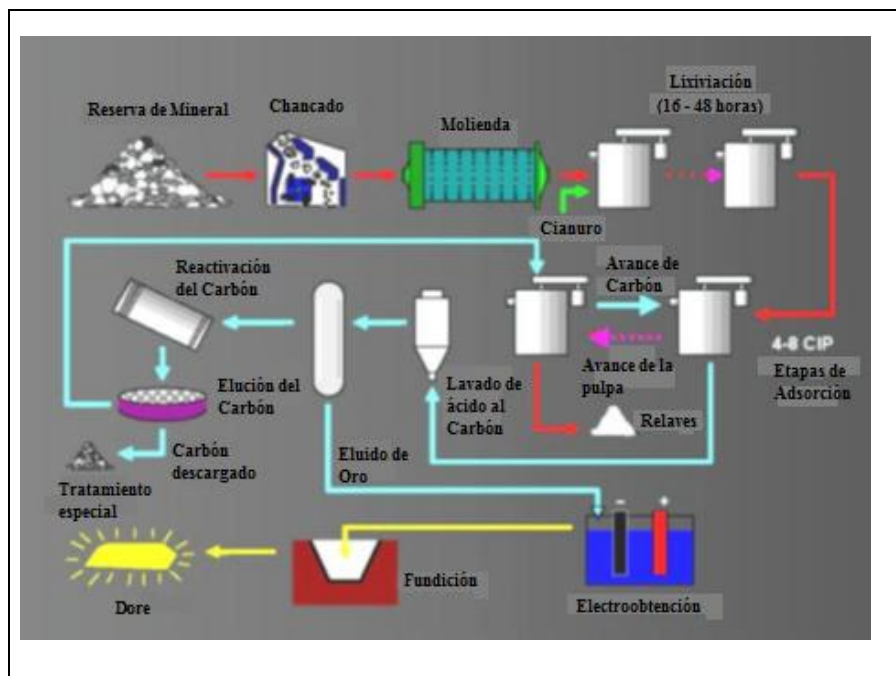 Reserva de Mineral
Chancado
Molienda
Lixiviación
(16 - 48 horas)
Cianuro
Reactivación
del Carbón
Avance de
Carbón
4-8 CIP
Etapas de
Adsorción
Avance de la
pulpa
Lavado de
ácido al
Carbón
Elución del
Carbón
Relaves
Carbón
descargado
Eluido de
Oro
Tratamiento
especial
Dore
Fundición
- +
Electroobtención